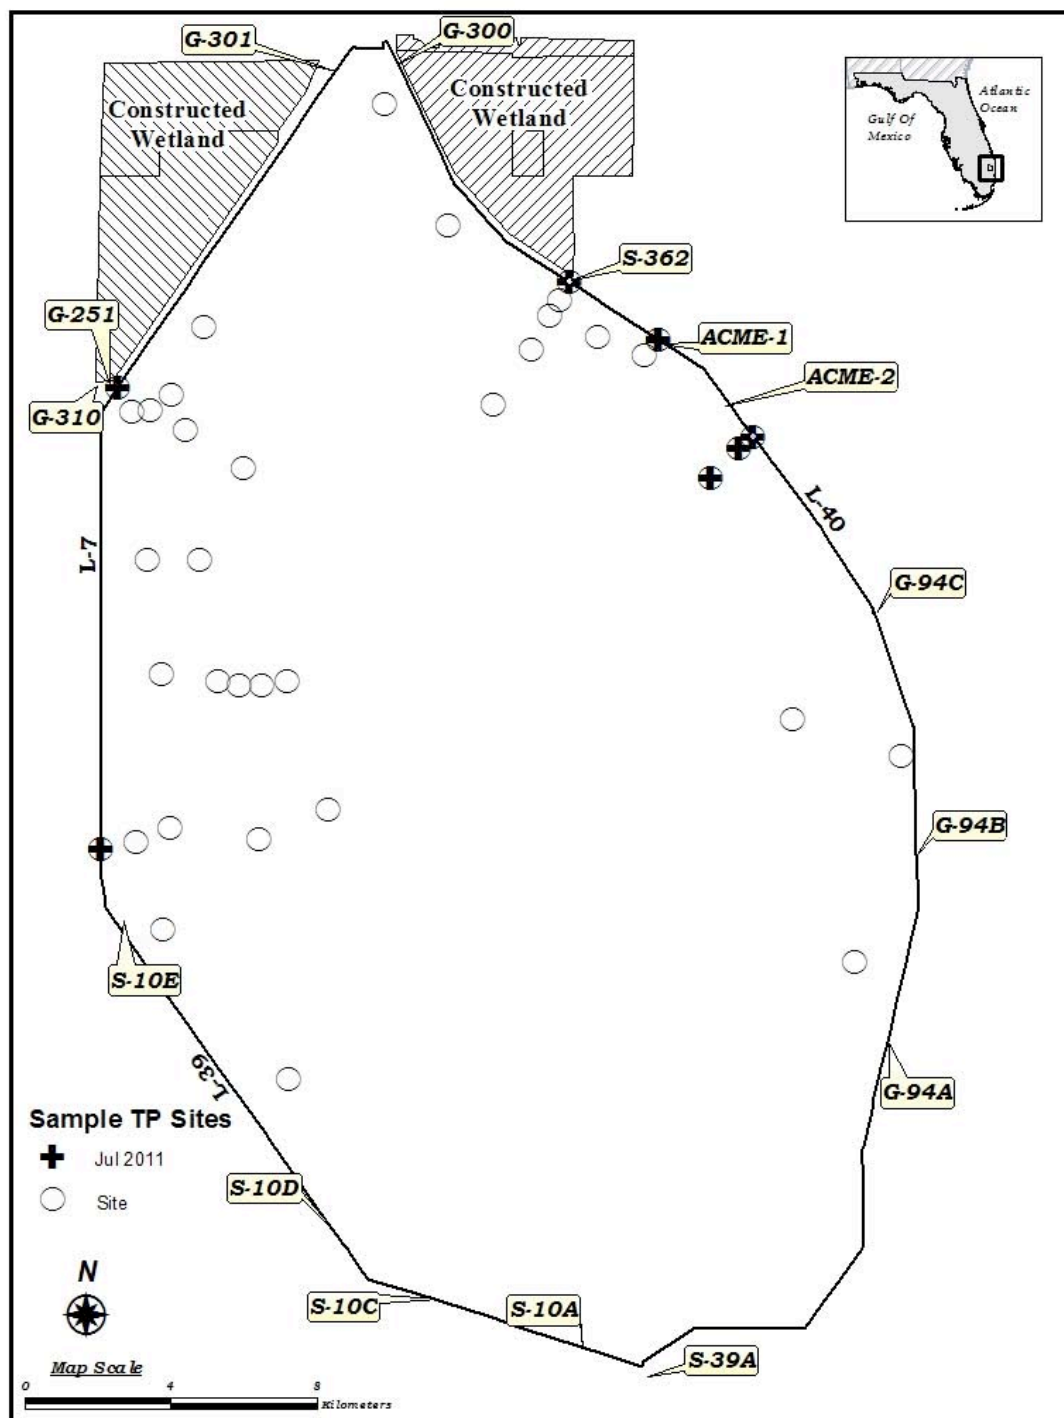 G-301
G-300
Constructed
Wetland
Constructed
Wetland
Atlantic
Ocean
Gulf Of
Mexico
S-362
G-251
ACME-1
ACME-2
G-310
L-40
L-7
G-94C
G-94B
S-10E
L-39
G-94A
Sample TP Sites
Jul 2011
Site
S-10D
N
S-10C
S-10A
S-39A
Map Scale
0 4 8
Kilometers